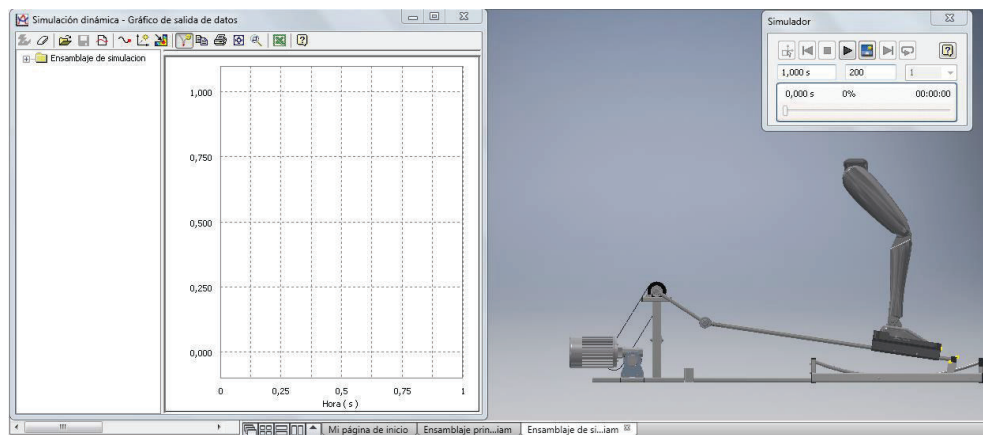 Simulación dinámica - Gráfico de salida de datos
Ensamblaje de simulacion
1,000
0,750
0,500
0,250
0,000
0
0,25
0,5
0,75
1
Hora ( s )
Simulador
1,000 s
200
1
0,000 s
0%
00:00:00
Mi página de inicio
Ensamblaje prin...iam
Ensamblaje de si...iam